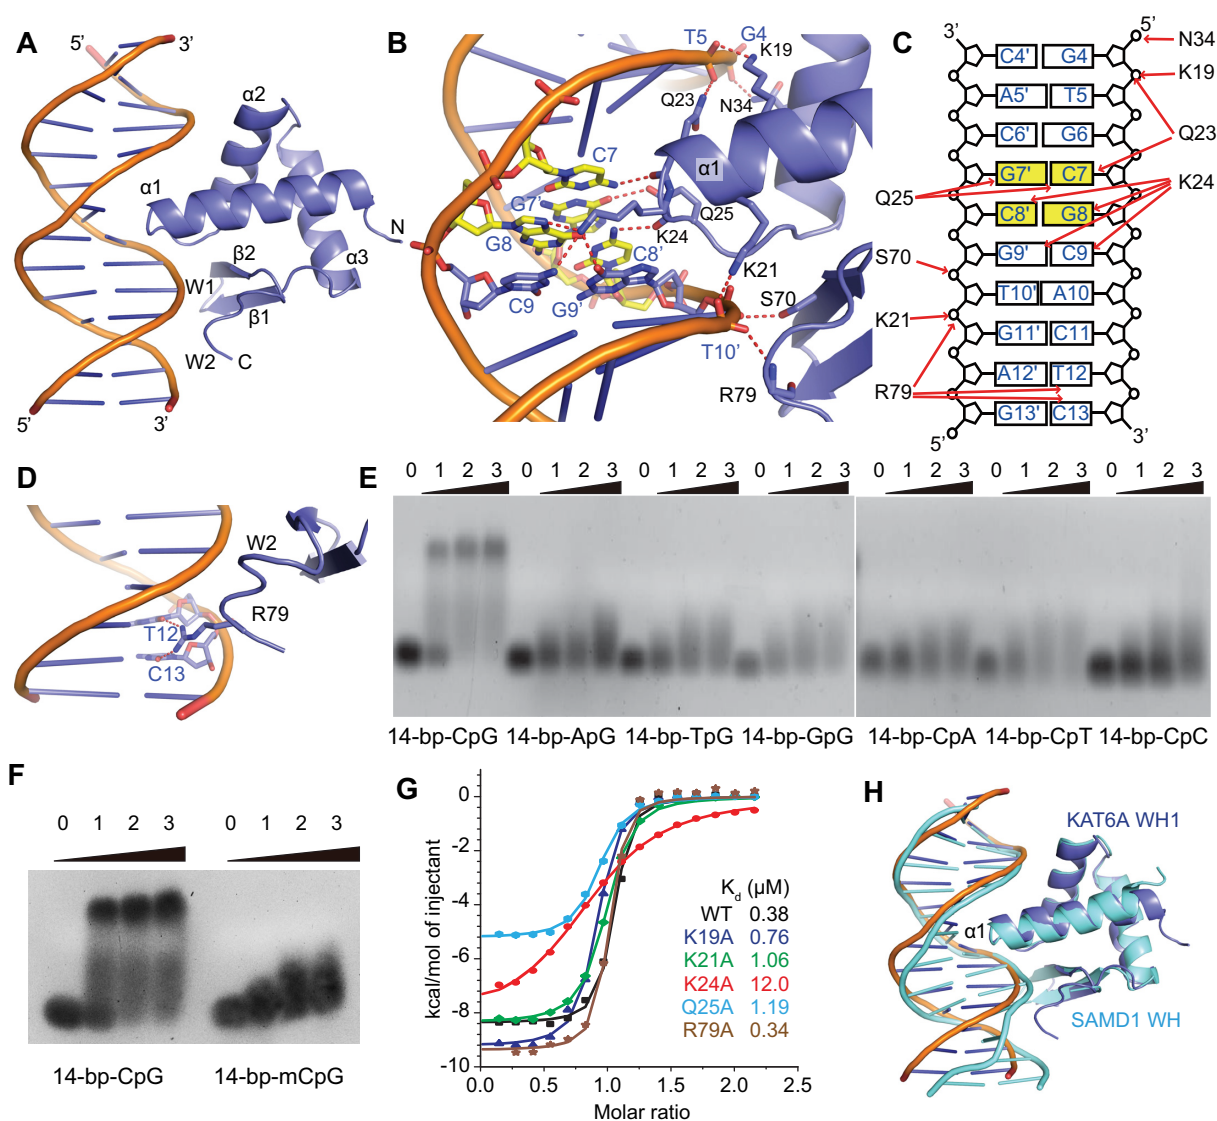 A
5’
3’
α2
α1
N
β2
α3
W1
β1
W2
C
5’
3’
B
T5
G4
K19
Q23
N34
C7
α1
G7’
Q25
G8
K24
C8’
K21
C9
G9’
S70
T10’
R79
C
3’
5’
N34
C4' G4
K19
A5' T5
C6' G6
Q23
G7' C7
K24
Q25
C8' G8
S70
G9' C9
T10' A10
K21
G11' C11
A12' T12
R79
G13' C13
5’
3’
D
W2
R79
T12
C13
E
0 1 2 3 0 1 2 3 0 1 2 3 0 1 2 3 0 1 2 3 0 1 2 3 0 1 2 3
14-bp-CpG 14-bp-ApG 14-bp-TpG 14-bp-GpG 14-bp-CpA 14-bp-CpT 14-bp-CpC
F
0 1 2 3 0 1 2 3
14-bp-CpG 14-bp-mCpG
G
0
-2
-4
-6
-8
-10
kcal/mol of injectant
Kd (µM)
WT 0.38
K19A 0.76
K21A 1.06
K24A 12.0
Q25A 1.19
R79A 0.34
0.0 0.5 1.0 1.5 2.0 2.5
Molar ratio
H
KAT6A WH1
α1
SAMD1 WH